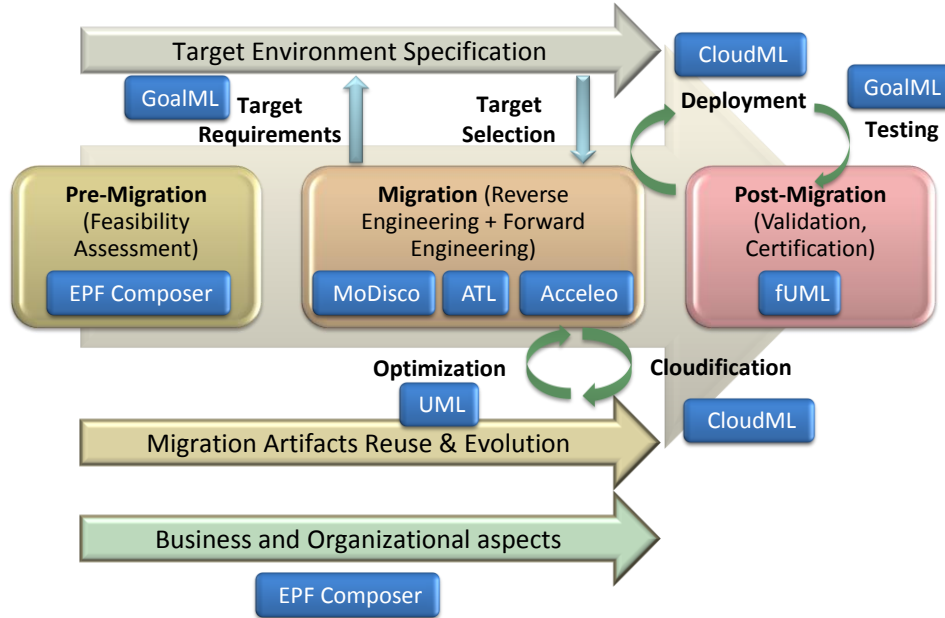 Target Environment Specification
CloudML
GoalML
Target
Requirements
Target
Selection
Deployment
GoalML
Testing
Pre-Migration
(Feasibility
Assessment)
EPF Composer
Migration (Reverse
Engineering + Forward
Engineering)
MoDisco
ATL
Acceleo
Post-Migration
(Validation,
Certification)
fUML
Optimization
Cloudification
UML
CloudML
Migration Artifacts Reuse & Evolution
Business and Organizational aspects
EPF Composer